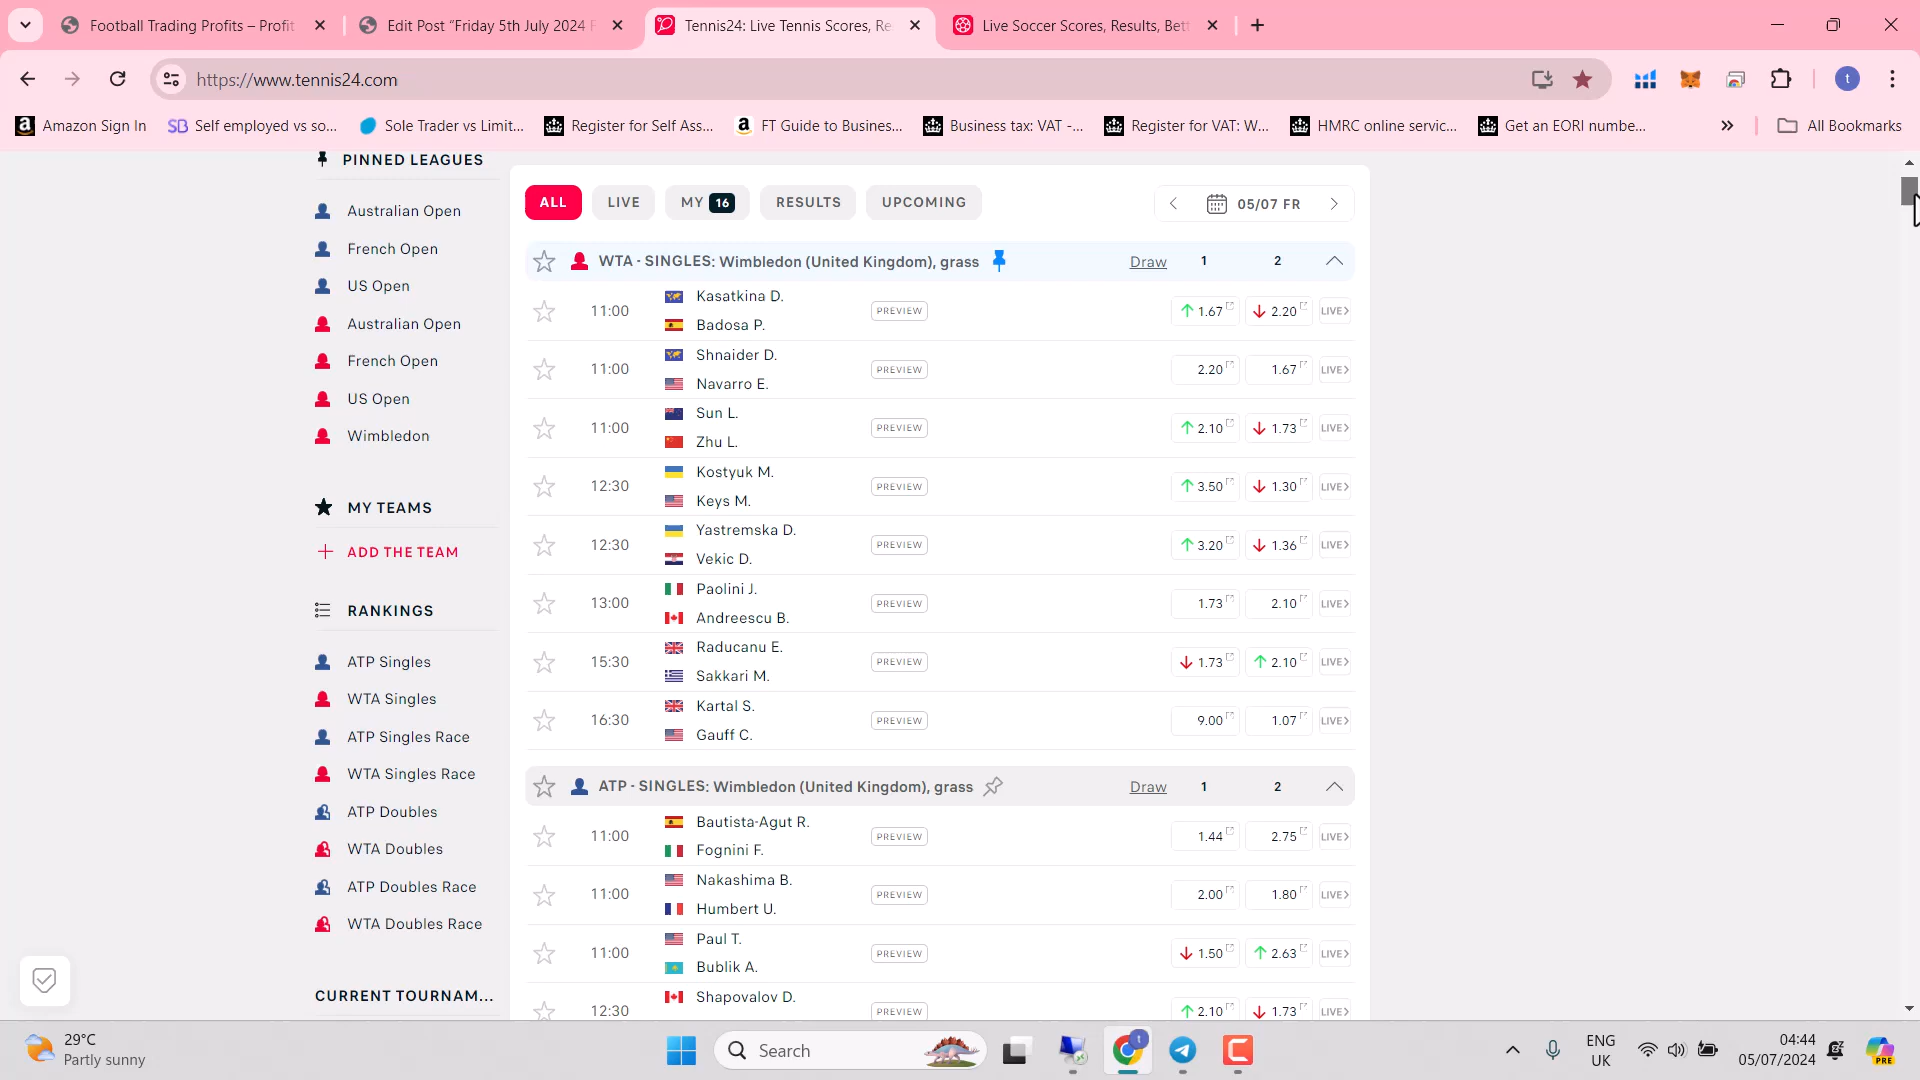 Football Trading Profits – Profit
Edit Post “Friday 5th July 2024 F
Tennis24: Live Tennis Scores, Re
Live Soccer Scores, Results, Bett
https://www.tennis24.com
t
Amazon Sign In
Self employed vs so...
Sole Trader vs Limit...
Register for Self Ass...
FT Guide to Busines...
Business tax: VAT -...
Register for VAT: W...
HMRC online servic...
Get an EORI numbe...
All Bookmarks
PINNED LEAGUES
Australian Open
French Open
US Open
Australian Open
French Open
US Open
Wimbledon
MY TEAMS
ADD THE TEAM
RANKINGS
ATP Singles
WTA Singles
ATP Singles Race
WTA Singles Race
ATP Doubles
WTA Doubles
ATP Doubles Race
WTA Doubles Race
CURRENT TOURNAM...
ALL LIVE MY 16 RESULTS UPCOMING 05/07 FR
WTA - SINGLES: Wimbledon (United Kingdom), grass Draw 1 2
11:00 Kasatkina D. PREVIEW 1.67 2.20 LIVE
Badosa P.
11:00 Shnaider D. PREVIEW 2.20 1.67 LIVE
Navarro E.
11:00 Sun L. PREVIEW 2.10 1.73 LIVE
Zhu L.
12:30 Kostyuk M. PREVIEW 3.50 1.30 LIVE
Keys M.
12:30 Yastremska D. PREVIEW 3.20 1.36 LIVE
Vekic D.
13:00 Paolini J. PREVIEW 1.73 2.10 LIVE
Andreescu B.
15:30 Raducanu E. PREVIEW 1.73 2.10 LIVE
Sakkari M.
16:30 Kartal S. PREVIEW 9.00 1.07 LIVE
Gauff C.
ATP - SINGLES: Wimbledon (United Kingdom), grass Draw 1 2
11:00 Bautista-Agut R. PREVIEW 1.44 2.75 LIVE
Fognini F.
11:00 Nakashima B. PREVIEW 2.00 1.80 LIVE
Humbert U.
11:00 Paul T. PREVIEW 1.50 2.63 LIVE
Bublik A.
12:30 Shapovalov D. PREVIEW 2.10 1.73 LIVE
29°C
Partly sunny
Search
t
ENG
UK
04:44
05/07/2024
PRE